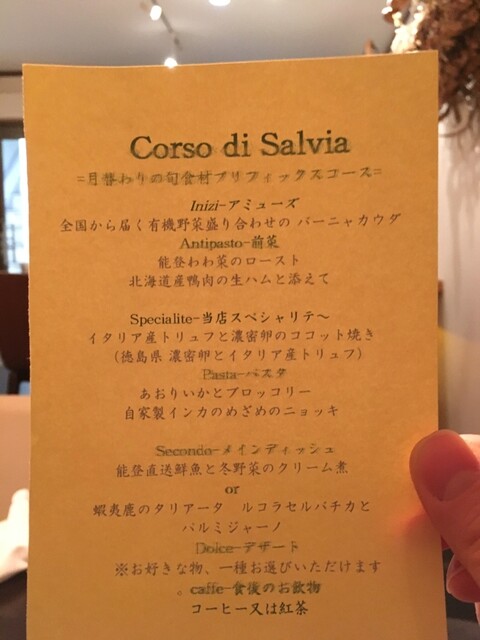 Corso di Salvia
=月替わりの旬食材プリフィックスコース=
Inizi-アミューズ
全国から届く有機野菜盛り合わせの バーニャカウダ
Antipasto-前菜
能登わわ菜のロースト
北海道産鴨肉の生ハムと添えて
Specialite-当店スペシャリテ〜
イタリア産トリュフと濃密卵のココット焼き
(徳島県 濃密卵とイタリア産トリュフ)
Pasta-パスタ
あおりいかとブロッコリー
自家製インカのめざめのニョッキ
Secondo-メインディッシュ
能登直送鮮魚と冬野菜のクリーム煮
or
蝦夷鹿のタリアータ ルコラセルバチカと
パルミジャーノ
Dolce-デザート
※お好きな物、一種お選びいただけます
。caffe-食後のお飲物
コーヒー又は紅茶